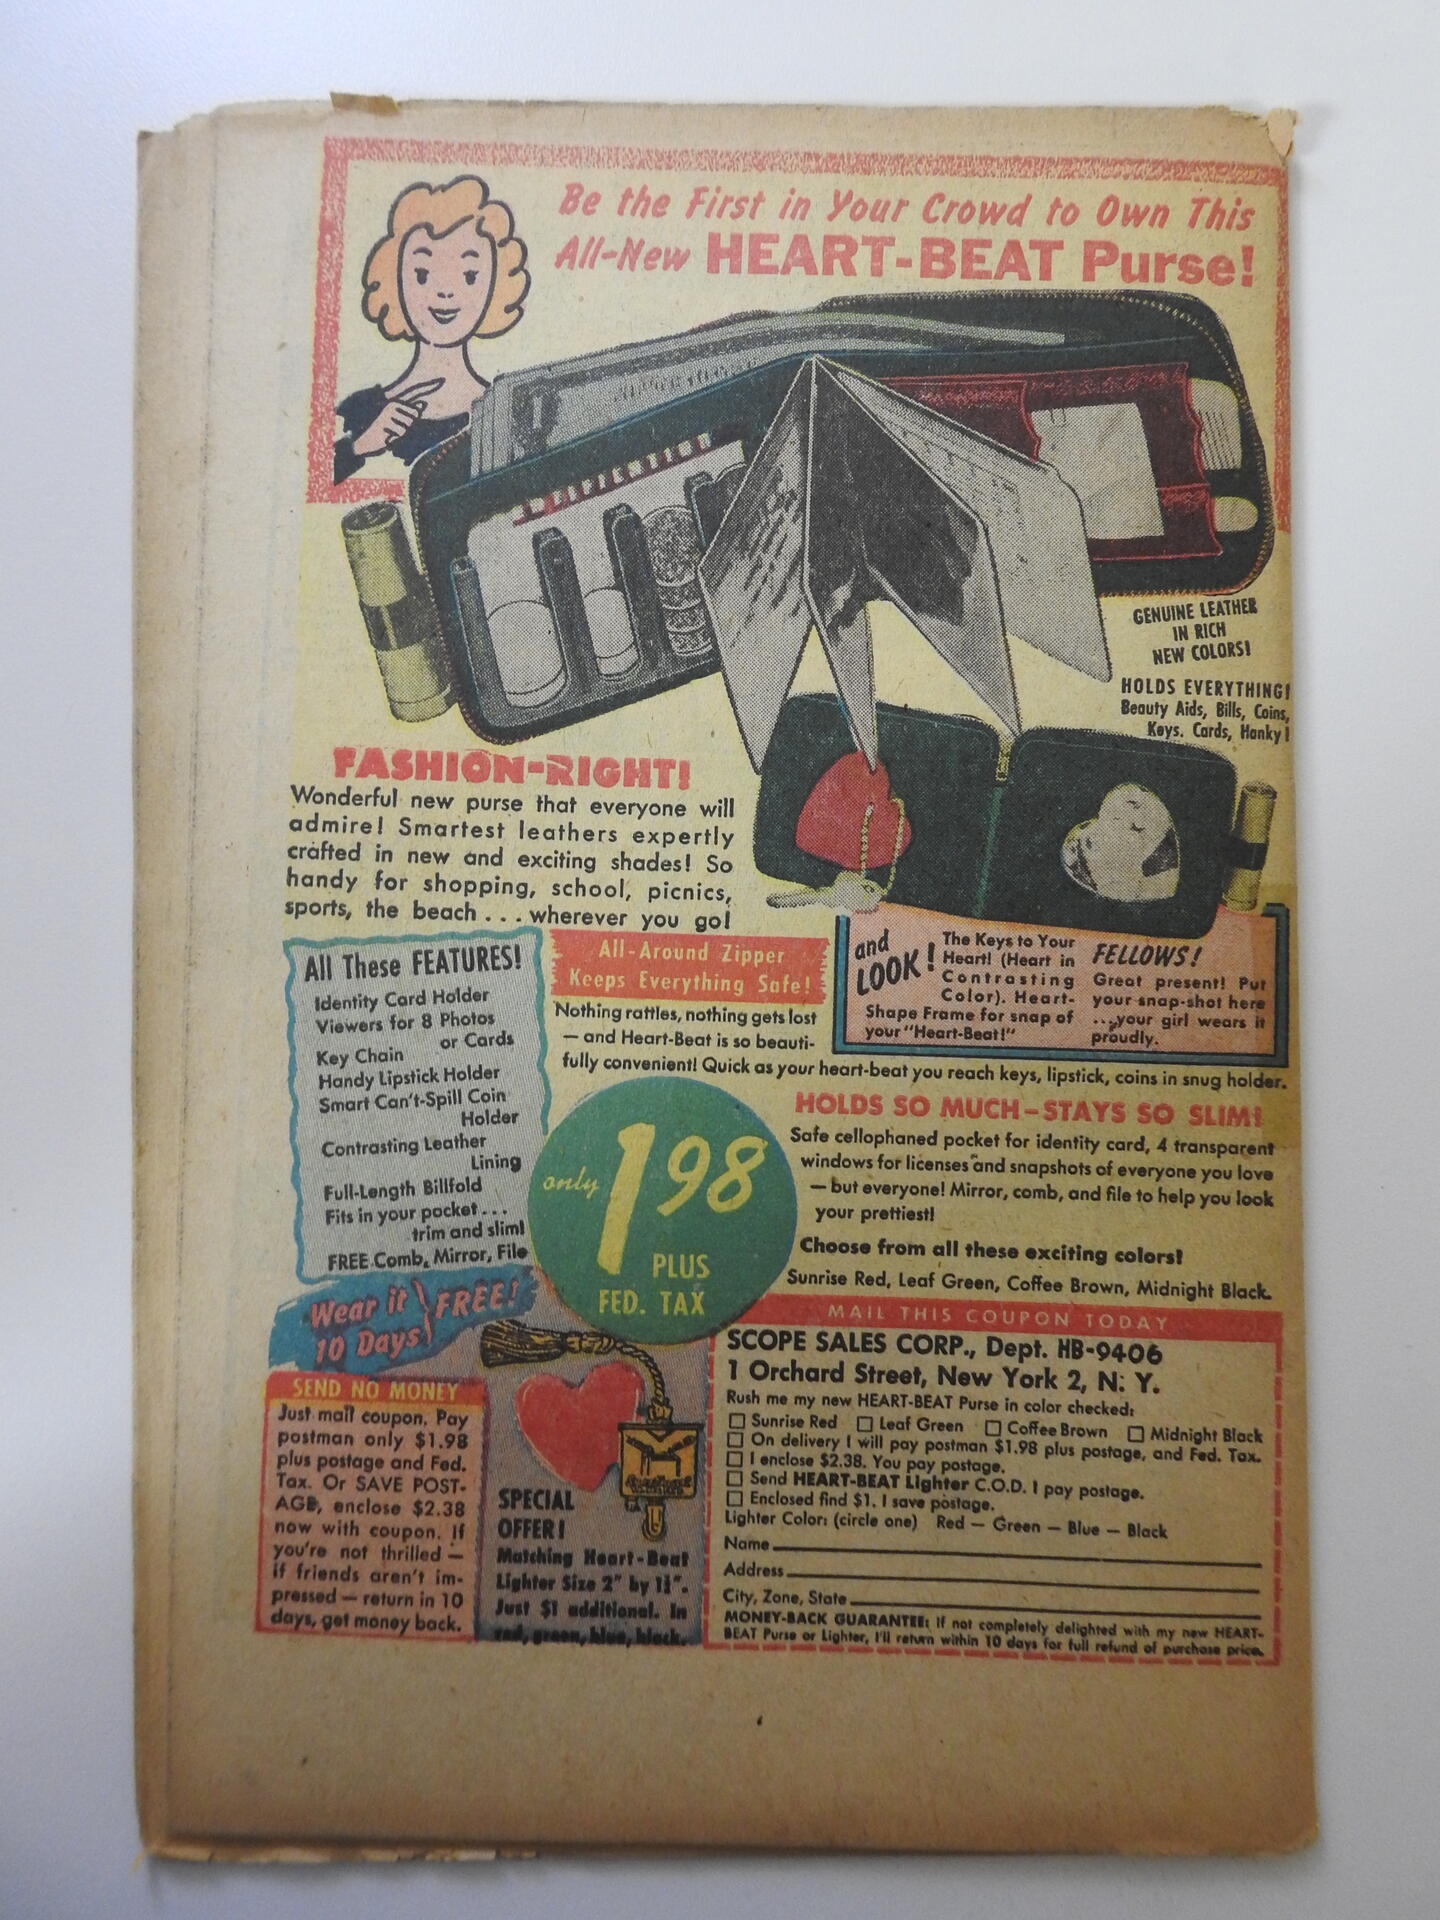 Be the First in Your Crowd to Own This
All-New HEART-BEAT Purse!
GENUINE LEATHER
IN RICH
NEW COLORS!
HOLDS EVERYTHING!
Beauty Aids, Bills, Coins,
Keys. Cards, Hanky!
FASHION-RIGHT!
Wonderful new purse that everyone will
admire! Smartest leathers expertly
crafted in new and exciting shades! So
handy for shopping, school, picnics,
sports, the beach . . . wherever you go!
All These FEATURES!
Identity Card Holder
Viewers for 8 Photos
or Cards
Key Chain
Handy Lipstick Holder
Smart Can't-Spill Coin
Holder
Contrasting Leather
Lining
Full-Length Billfold
Fits in your pocket . . .
trim and slim!
FREE Comb, Mirror, File
All-Around Zipper
Keeps Everything Safe!
Nothing rattles, nothing gets lost
— and Heart-Beat is so beauti-
fully convenient! Quick as your heart-beat you reach keys, lipstick, coins in snug holder.
and
LOOK!
The Keys to Your
Heart! (Heart in
Contrasting
Color). Heart-
Shape Frame for snap of
your "Heart-Beat!"
FELLOWS!
Great present! Put
your snap-shot here
...your girl wears it
proudly.
only 1 98
PLUS
FED. TAX
HOLDS SO MUCH—STAYS SO SLIM!
Safe cellophaned pocket for identity card, 4 transparent
windows for licenses and snapshots of everyone you love
— but everyone! Mirror, comb, and file to help you look
your prettiest!
Choose from all these exciting colors!
Sunrise Red, Leaf Green, Coffee Brown, Midnight Black.
Wear it
10 Days
FREE!
SEND NO MONEY
Just mail coupon. Pay
postman only $1.98
plus postage and Fed.
Tax. Or SAVE POST-
AGE, enclose $2.38
now with coupon. If
you're not thrilled —
if friends aren't im-
pressed — return in 10
days, get money back.
SPECIAL
OFFER!
Matching Heart-Beat
Lighter Size 2" by 1½".
Just $1 additional. In
red, green, blue, black.
MAIL THIS COUPON TODAY
SCOPE SALES CORP., Dept. HB-9406
1 Orchard Street, New York 2, N. Y.
Rush me my new HEART-BEAT Purse in color checked:
☐ Sunrise Red ☐ Leaf Green ☐ Coffee Brown ☐ Midnight Black
☐ On delivery I will pay postman $1.98 plus postage, and Fed. Tax.
☐ I enclose $2.38. You pay postage.
☐ Send HEART-BEAT Lighter C.O.D. I pay postage.
☐ Enclosed find $1. I save postage.
Lighter Color: (circle one) Red — Green — Blue — Black
Name
Address
City, Zone, State
MONEY-BACK GUARANTEE: If not completely delighted with my new HEART-
BEAT Purse or Lighter, I'll return within 10 days for full refund of purchase price.